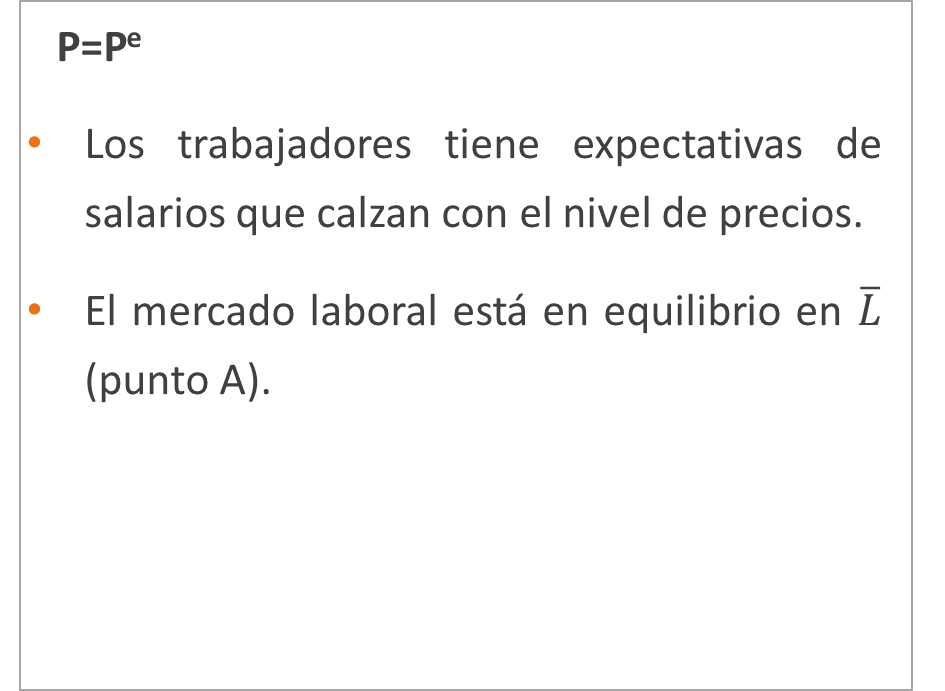 P=Pᵉ
• Los trabajadores tiene expectativas de
salarios que calzan con el nivel de precios.
• El mercado laboral está en equilibrio en L̅
(punto A).